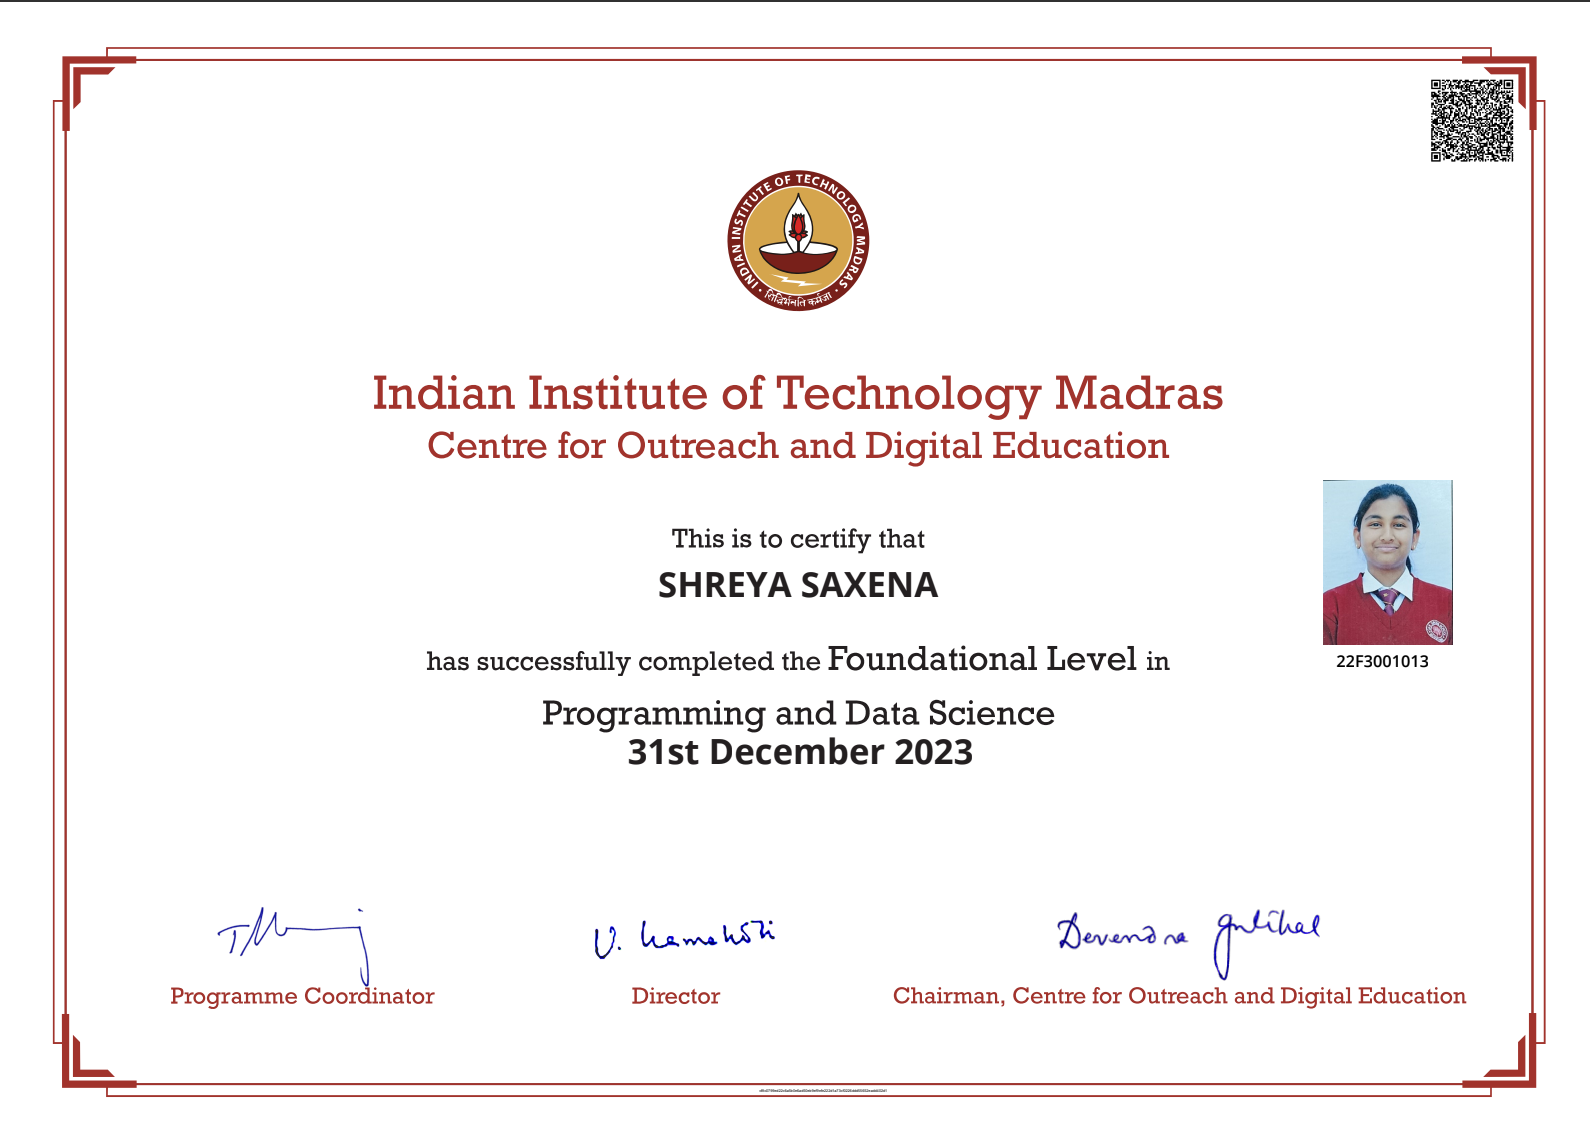 INDIAN INSTITUTE OF TECHNOLOGY MADRAS
सिद्धिर्भवति कर्मजा
Indian Institute of Technology Madras
Centre for Outreach and Digital Education
This is to certify that
SHREYA SAXENA
has successfully completed the Foundational Level in
22F3001013
Programming and Data Science
31st December 2023
V. Kamakoti
Devendra Jalihal
Programme Coordinator
Director
Chairman, Centre for Outreach and Digital Education